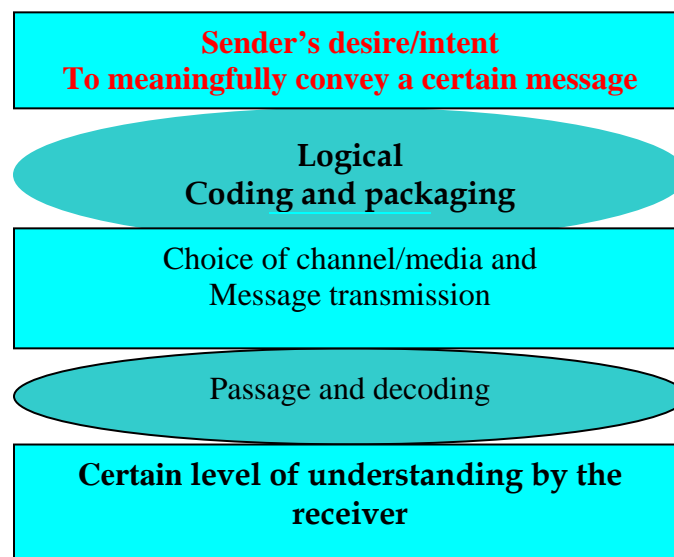 Sender’s desire/intent
To meaningfully convey a certain message
Logical
Coding and packaging
Choice of channel/media and
Message transmission
Passage and decoding
Certain level of understanding by the
receiver